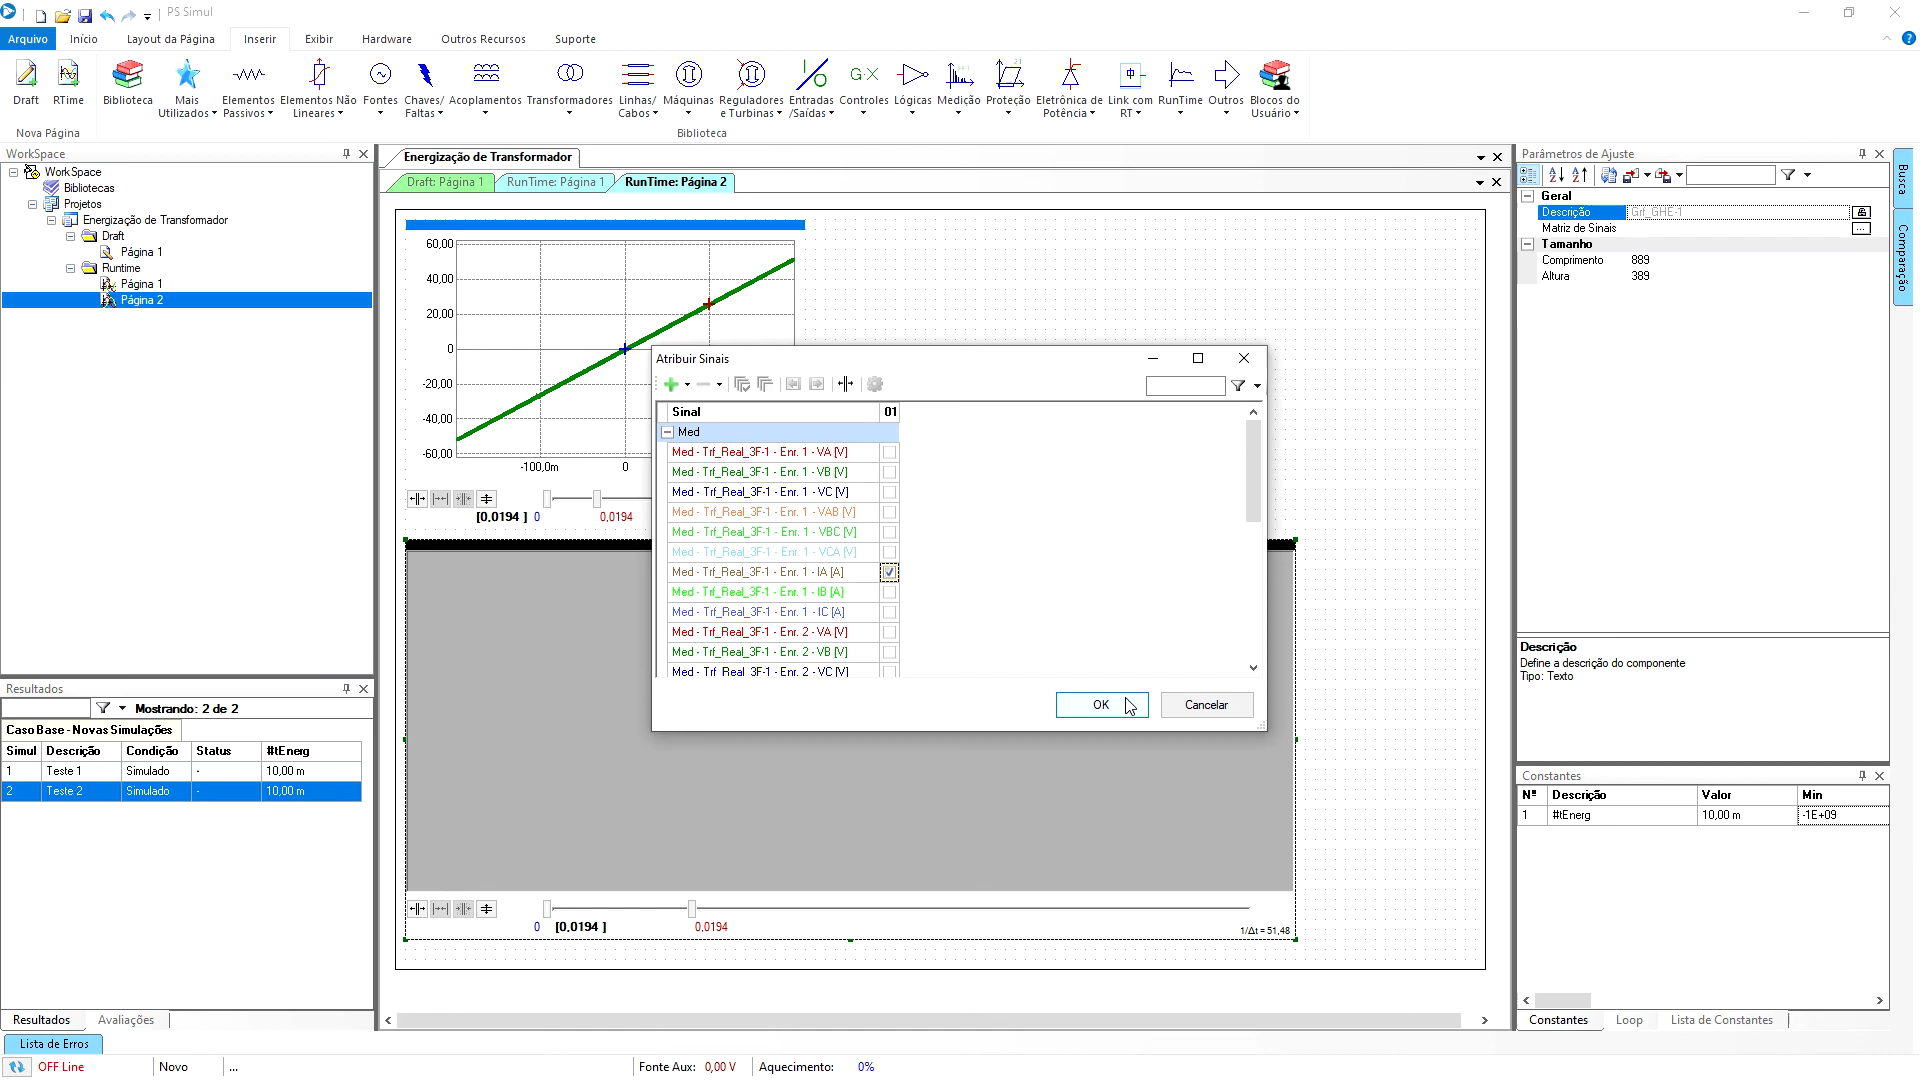 PS Simul
Arquivo Início Layout da Página Inserir Exibir Hardware Outros Recursos Suporte
Draft RTime Biblioteca Mais Utilizados Elementos Passivos Elementos Não Lineares Fontes Chaves/ Faltas Acoplamentos Transformadores Linhas/ Cabos Máquinas Reguladores e Turbinas Entradas /Saídas Controles Lógicas Medição Proteção Eletrônica de Potência Link com RT RunTime Outros Blocos do Usuário
Nova Página Biblioteca
WorkSpace
WorkSpace
Bibliotecas
Projetos
Energização de Transformador
Draft
Página 1
Runtime
Página 1
Página 2
Resultados
Mostrando: 2 de 2
Caso Base - Novas Simulações
Simul Descrição Condição Status #tEnerg
1 Teste 1 Simulado - 10,00 m
2 Teste 2 Simulado - 10,00 m
Resultados Avaliações
Lista de Erros
Energização de Transformador
Draft: Página 1 RunTime: Página 1 RunTime: Página 2
60,00
40,00
20,00
0
-20,00
-40,00
-60,00
-100,0m 0
[0,0194 ] 0 0,0194
Atribuir Sinais
Sinal 01
Med
Med - Trf_Real_3F-1 - Enr. 1 - VA [V]
Med - Trf_Real_3F-1 - Enr. 1 - VB [V]
Med - Trf_Real_3F-1 - Enr. 1 - VC [V]
Med - Trf_Real_3F-1 - Enr. 1 - VAB [V]
Med - Trf_Real_3F-1 - Enr. 1 - VBC [V]
Med - Trf_Real_3F-1 - Enr. 1 - VCA [V]
Med - Trf_Real_3F-1 - Enr. 1 - IA [A]
Med - Trf_Real_3F-1 - Enr. 1 - IB [A]
Med - Trf_Real_3F-1 - Enr. 1 - IC [A]
Med - Trf_Real_3F-1 - Enr. 2 - VA [V]
Med - Trf_Real_3F-1 - Enr. 2 - VB [V]
Med - Trf_Real_3F-1 - Enr. 2 - VC [V]
OK Cancelar
0 [0,0194 ] 0,0194
1/Δt = 51,48
Parâmetros de Ajuste
Geral
Descrição Grf_GHE-1
Matriz de Sinais ...
Tamanho
Comprimento 889
Altura 389
Descrição
Define a descrição do componente
Tipo: Texto
Constantes
Nº Descrição Valor Min
1 #tEnerg 10,00 m -1E+09
Constantes Loop Lista de Constantes
Busca
Comparação
OFF Line Novo ... Fonte Aux: 0,00 V Aquecimento: 0%